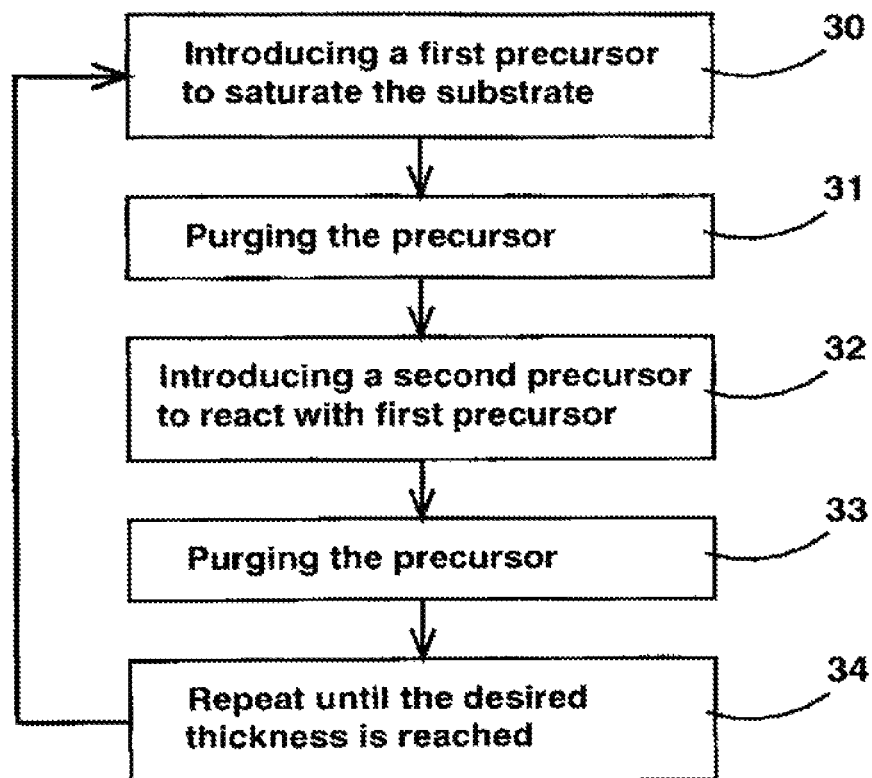 30
Introducing a first precursor
to saturate the substrate
31
Purging the precursor
32
Introducing a second precursor
to react with first precursor
33
Purging the precursor
34
Repeat until the desired
thickness is reached